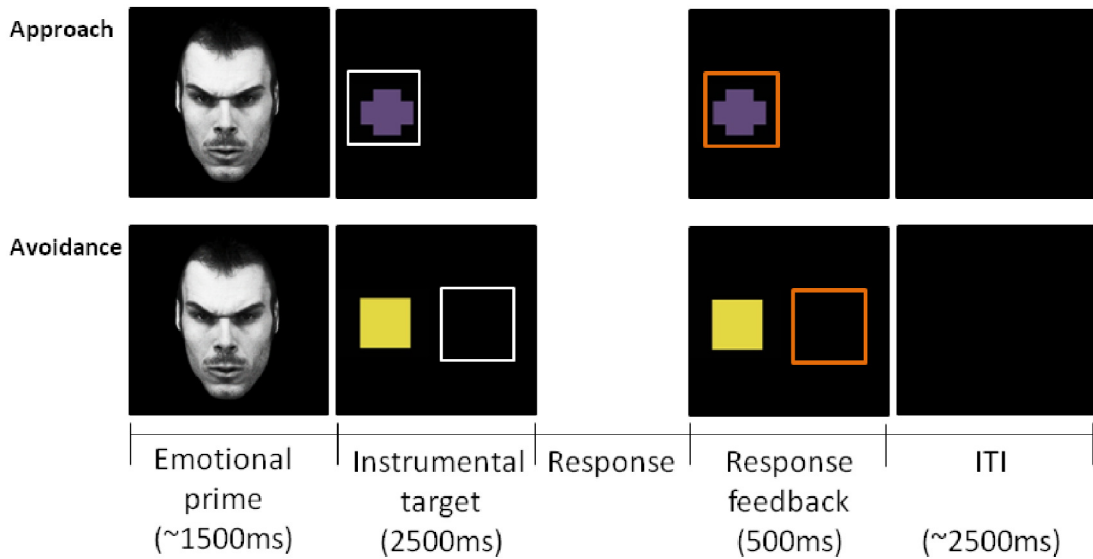 Approach
Avoidance
Emotional prime (~1500ms)
Instrumental target (2500ms)
Response
Response feedback (500ms)
ITI (~2500ms)